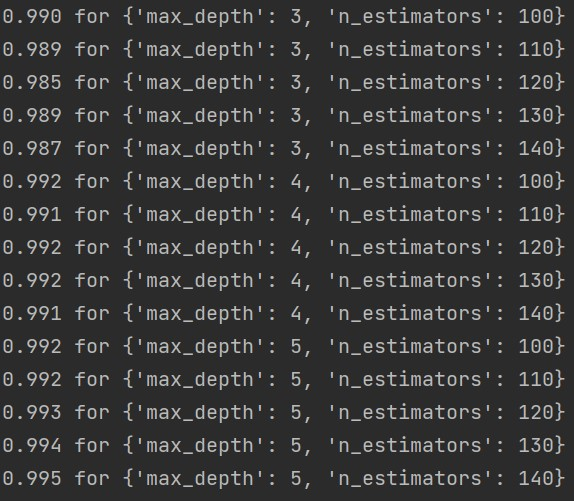 0.990 for {'max_depth': 3, 'n_estimators': 100}
0.989 for {'max_depth': 3, 'n_estimators': 110}
0.985 for {'max_depth': 3, 'n_estimators': 120}
0.989 for {'max_depth': 3, 'n_estimators': 130}
0.987 for {'max_depth': 3, 'n_estimators': 140}
0.992 for {'max_depth': 4, 'n_estimators': 100}
0.991 for {'max_depth': 4, 'n_estimators': 110}
0.992 for {'max_depth': 4, 'n_estimators': 120}
0.992 for {'max_depth': 4, 'n_estimators': 130}
0.991 for {'max_depth': 4, 'n_estimators': 140}
0.992 for {'max_depth': 5, 'n_estimators': 100}
0.992 for {'max_depth': 5, 'n_estimators': 110}
0.993 for {'max_depth': 5, 'n_estimators': 120}
0.994 for {'max_depth': 5, 'n_estimators': 130}
0.995 for {'max_depth': 5, 'n_estimators': 140}